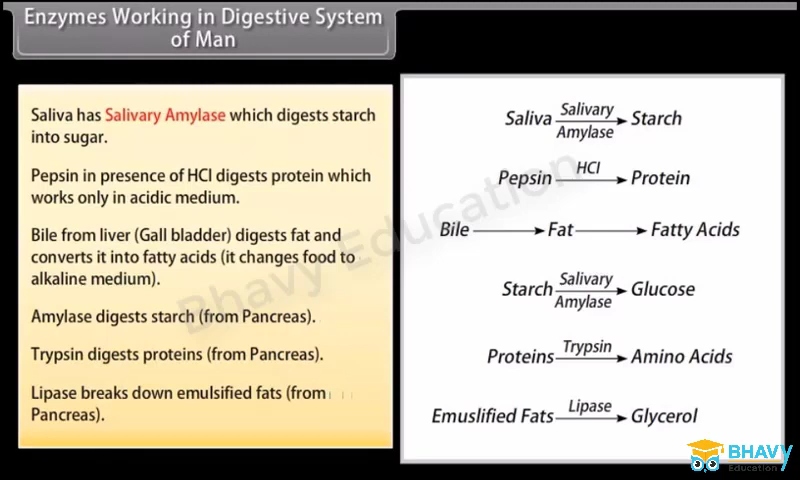 Enzymes Working in Digestive System
of Man
Saliva has Salivary Amylase which digests starch
into sugar.
Pepsin in presence of HCl digests protein which
works only in acidic medium.
Bile from liver (Gall bladder) digests fat and
converts it into fatty acids (it changes food to
alkaline medium).
Amylase digests starch (from Pancreas).
Trypsin digests proteins (from Pancreas).
Lipase breaks down emulsified fats (from
Pancreas).
Saliva Salivary Amylase Starch
Pepsin HCl Protein
Bile Fat Fatty Acids
Starch Salivary Amylase Glucose
Proteins Trypsin Amino Acids
Emuslified Fats Lipase Glycerol
Bhavy Education
BHAVY
Education